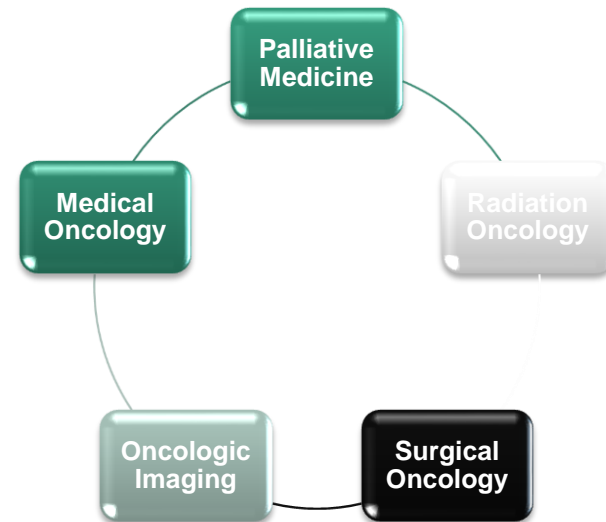 Palliative
Medicine
Radiation
Oncology
Surgical
Oncology
Oncologic
Imaging
Medical
Oncology